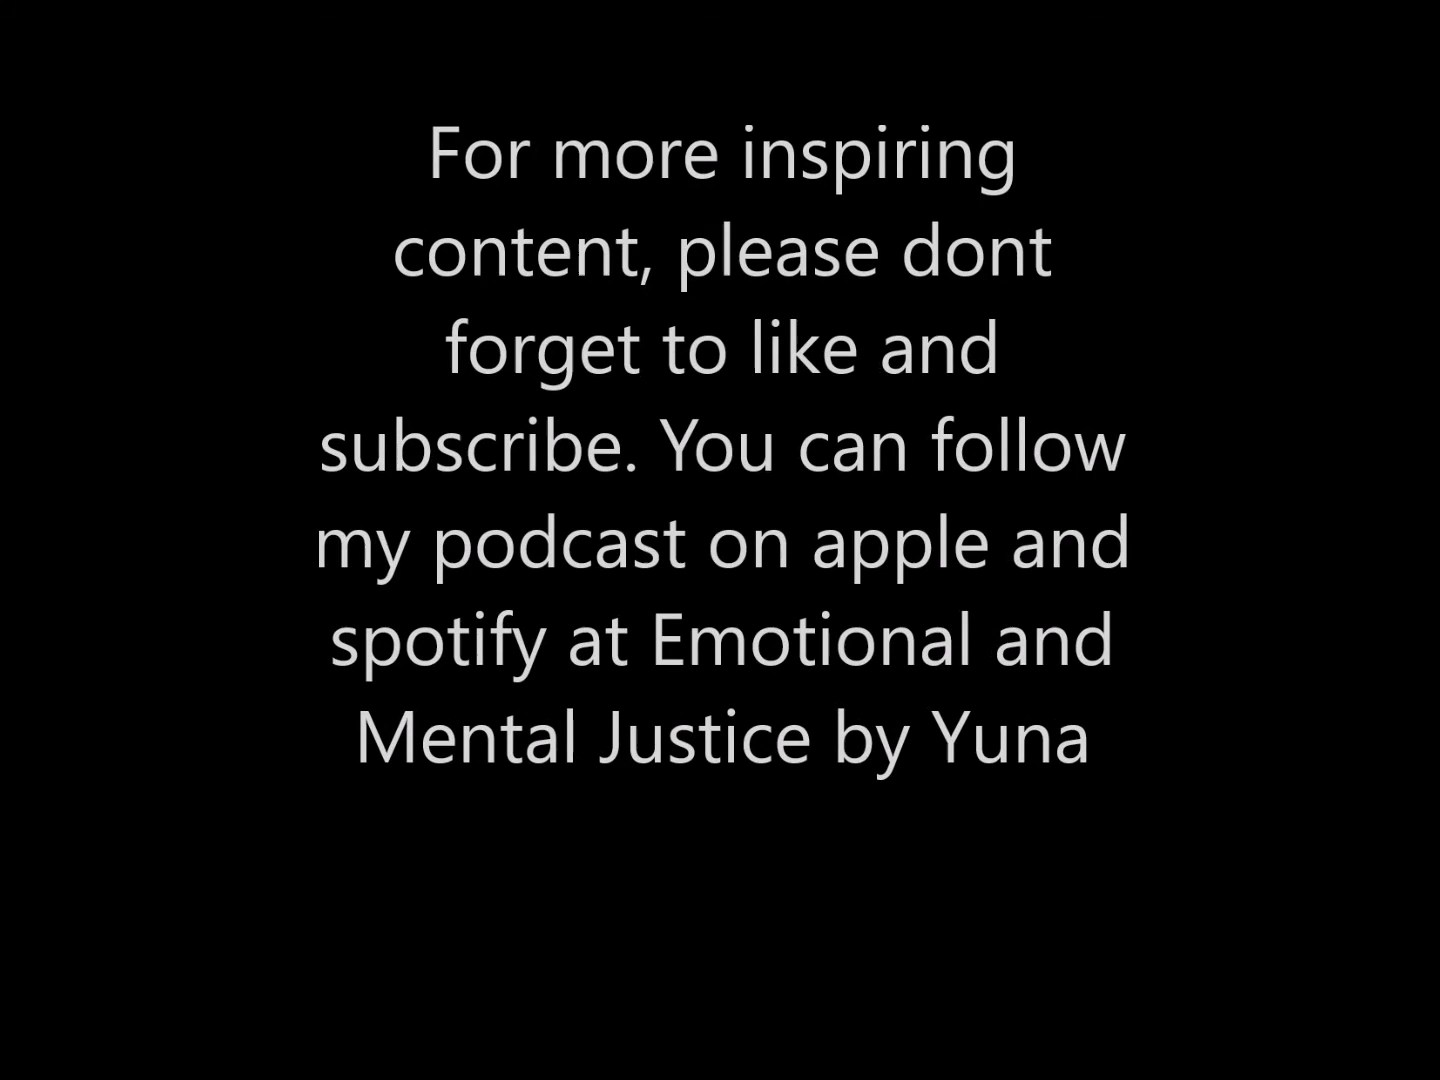 For more inspiring
content, please dont
forget to like and
subscribe. You can follow
my podcast on apple and
spotify at Emotional and
Mental Justice by Yuna